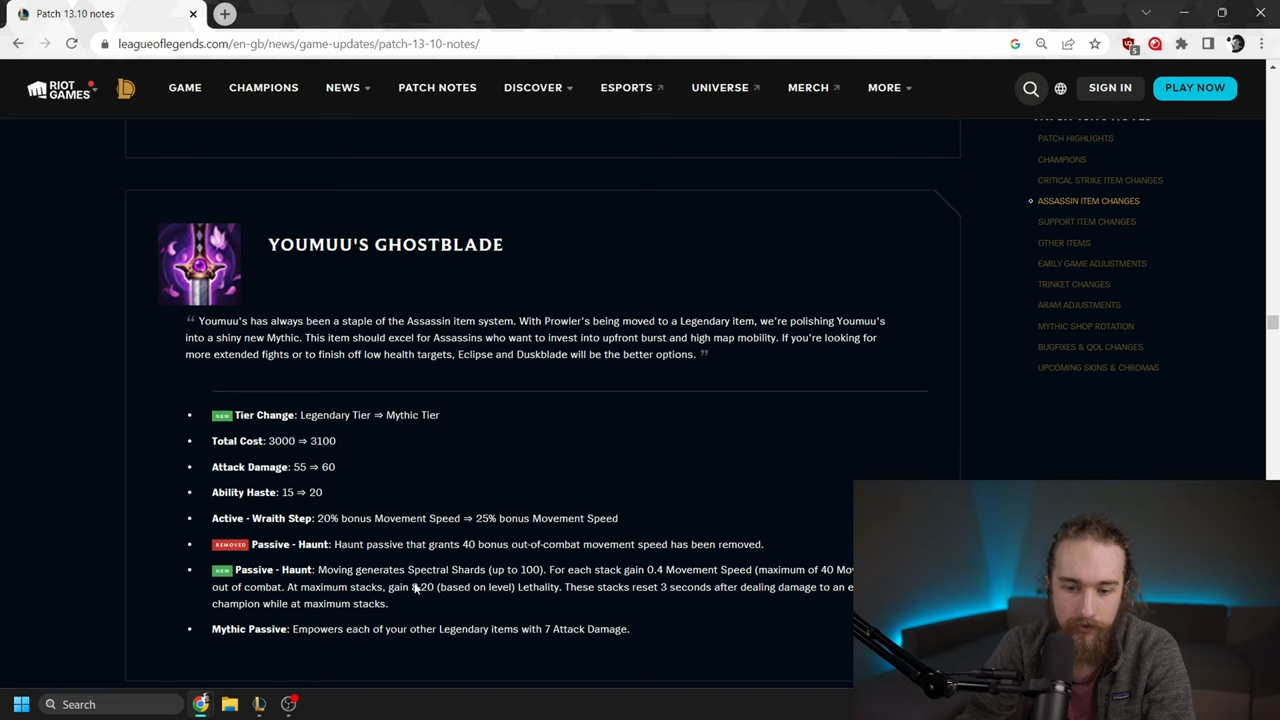 Patch 13.10 notes
leagueoflegends.com/en-gb/news/game-updates/patch-13-10-notes/
5
RIOT GAMES
GAME CHAMPIONS NEWS PATCH NOTES DISCOVER ESPORTS UNIVERSE MERCH MORE SIGN IN PLAY NOW
PATCH HIGHLIGHTS
CHAMPIONS
CRITICAL STRIKE ITEM CHANGES
ASSASSIN ITEM CHANGES
SUPPORT ITEM CHANGES
OTHER ITEMS
EARLY GAME ADJUSTMENTS
TRINKET CHANGES
ARAM ADJUSTMENTS
MYTHIC SHOP ROTATION
BUGFIXES & QOL CHANGES
UPCOMING SKINS & CHROMAS
YOUMUU'S GHOSTBLADE
“ Youmuu's has always been a staple of the Assassin item system. With Prowler's being moved to a Legendary item, we're polishing Youmuu's
into a shiny new Mythic. This item should excel for Assassins who want to invest into upfront burst and high map mobility. If you're looking for
more extended fights or to finish off low health targets, Eclipse and Duskblade will be the better options. ”
• NEW Tier Change: Legendary Tier ⇒ Mythic Tier
• Total Cost: 3000 ⇒ 3100
• Attack Damage: 55 ⇒ 60
• Ability Haste: 15 ⇒ 20
• Active - Wraith Step: 20% bonus Movement Speed ⇒ 25% bonus Movement Speed
• REMOVED Passive - Haunt: Haunt passive that grants 40 bonus out-of-combat movement speed has been removed.
• NEW Passive - Haunt: Moving generates Spectral Shards (up to 100). For each stack gain 0.4 Movement Speed (maximum of 40 Mov
out of combat. At maximum stacks, gain 20 (based on level) Lethality. These stacks reset 3 seconds after dealing damage to an e
champion while at maximum stacks.
• Mythic Passive: Empowers each of your other Legendary items with 7 Attack Damage.
Search